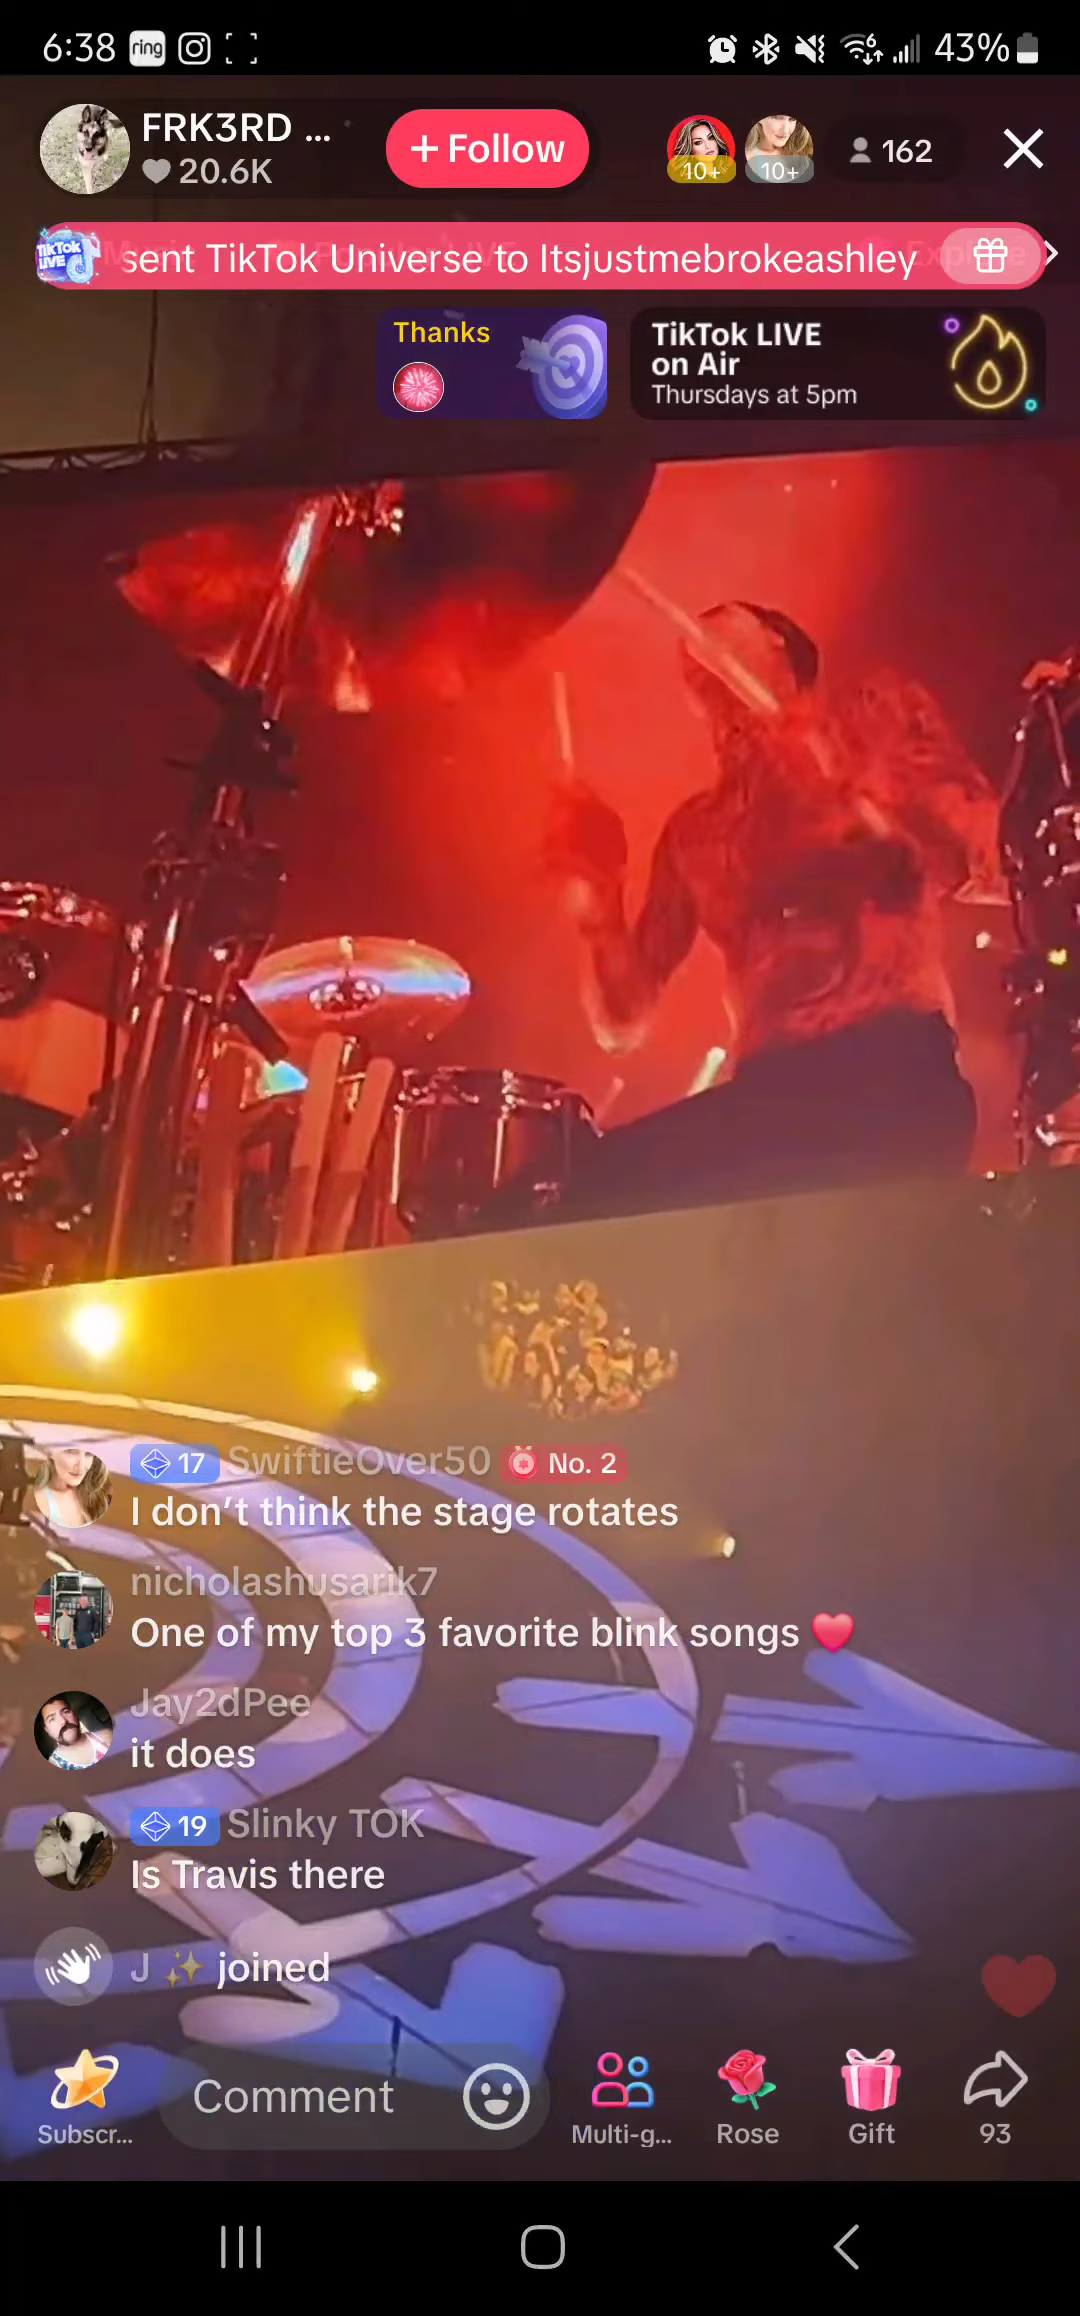 6:38 ring 43%
FRK3RD ...
20.6K
+ Follow
10+ 10+
162
TikTok LIVE sent TikTok Universe to Itsjustmebrokeashley
Thanks
TikTok LIVE
on Air
Thursdays at 5pm
17 SwiftieOver50 No. 2
I don't think the stage rotates
nicholashusarik7
One of my top 3 favorite blink songs
Jay2dPee
it does
19 Slinky TOK
Is Travis there
J joined
Comment
Subscr... Multi-g... Rose Gift 93